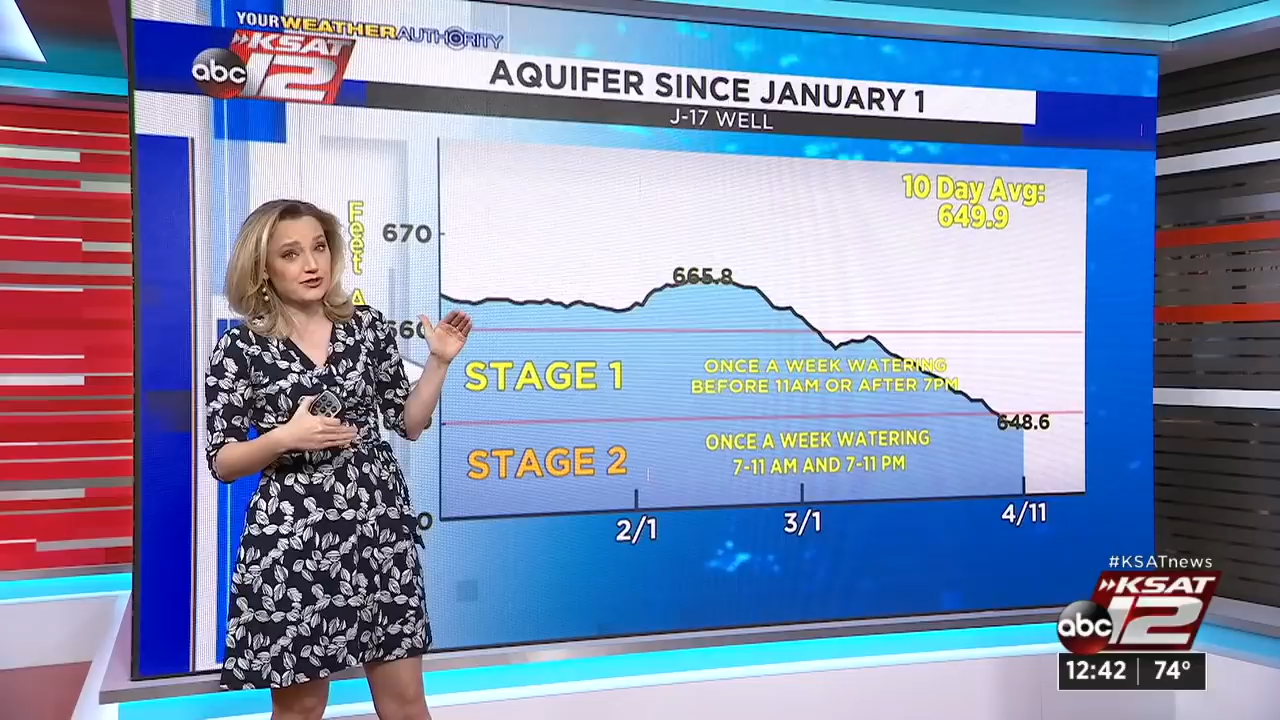 YOUR WEATHER AUTHORITY
abc KSAT 12
AQUIFER SINCE JANUARY 1
J-17 WELL
10 Day Avg:
649.9
Feet A
670
665.8
660
STAGE 1
ONCE A WEEK WATERING
BEFORE 11AM OR AFTER 7PM
648.6
STAGE 2
ONCE A WEEK WATERING
7-11 AM AND 7-11 PM
2/1
3/1
4/11
#KSATnews
abc KSAT 12
12:42 74°